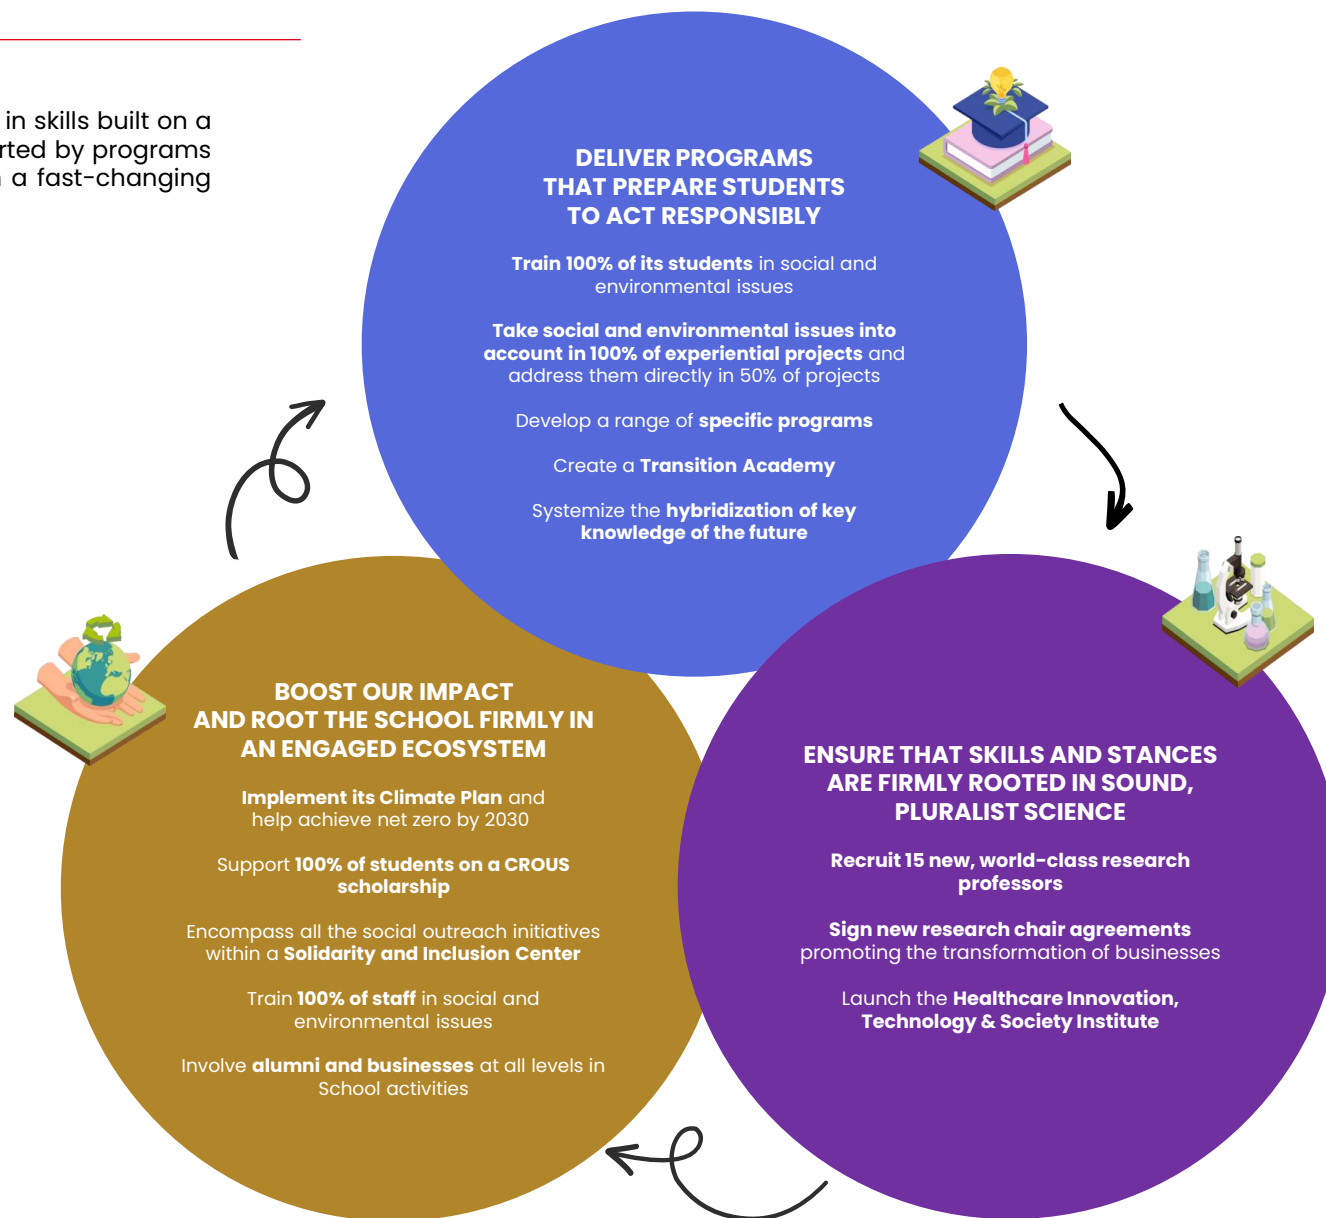 in skills built on a
rted by programs
a fast-changing
DELIVER PROGRAMS
THAT PREPARE STUDENTS
TO ACT RESPONSIBLY
Train 100% of its students in social and
environmental issues
Take social and environmental issues into
account in 100% of experiential projects and
address them directly in 50% of projects
Develop a range of specific programs
Create a Transition Academy
Systemize the hybridization of key
knowledge of the future
BOOST OUR IMPACT
AND ROOT THE SCHOOL FIRMLY IN
AN ENGAGED ECOSYSTEM
Implement its Climate Plan and
help achieve net zero by 2030
Support 100% of students on a CROUS
scholarship
Encompass all the social outreach initiatives
within a Solidarity and Inclusion Center
Train 100% of staff in social and
environmental issues
Involve alumni and businesses at all levels in
School activities
ENSURE THAT SKILLS AND STANCES
ARE FIRMLY ROOTED IN SOUND,
PLURALIST SCIENCE
Recruit 15 new, world-class research
professors
Sign new research chair agreements
promoting the transformation of businesses
Launch the Healthcare Innovation,
Technology & Society Institute